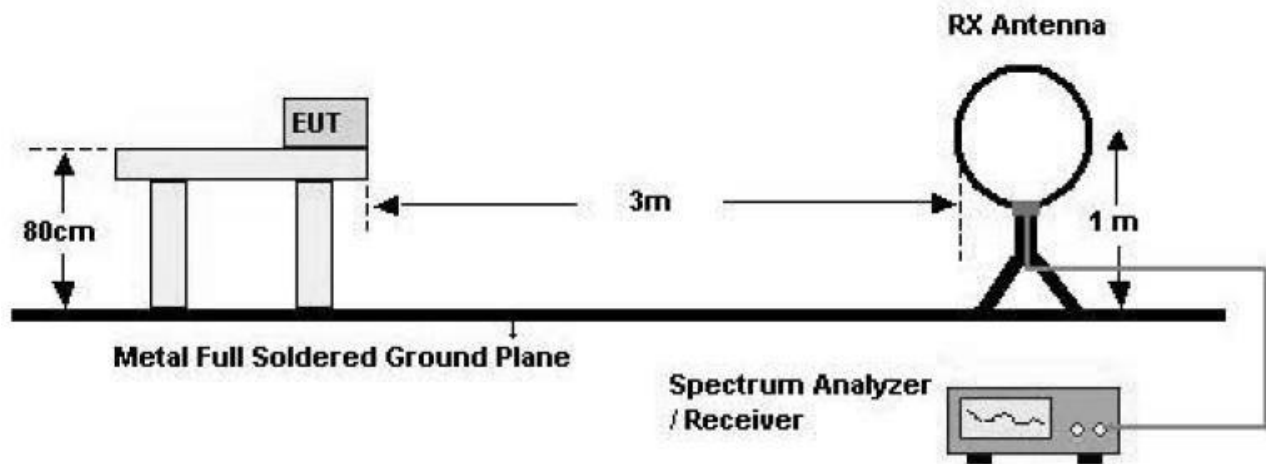 RX Antenna
EUT
80cm
3m
1 m
Metal Full Soldered Ground Plane
Spectrum Analyzer
/ Receiver